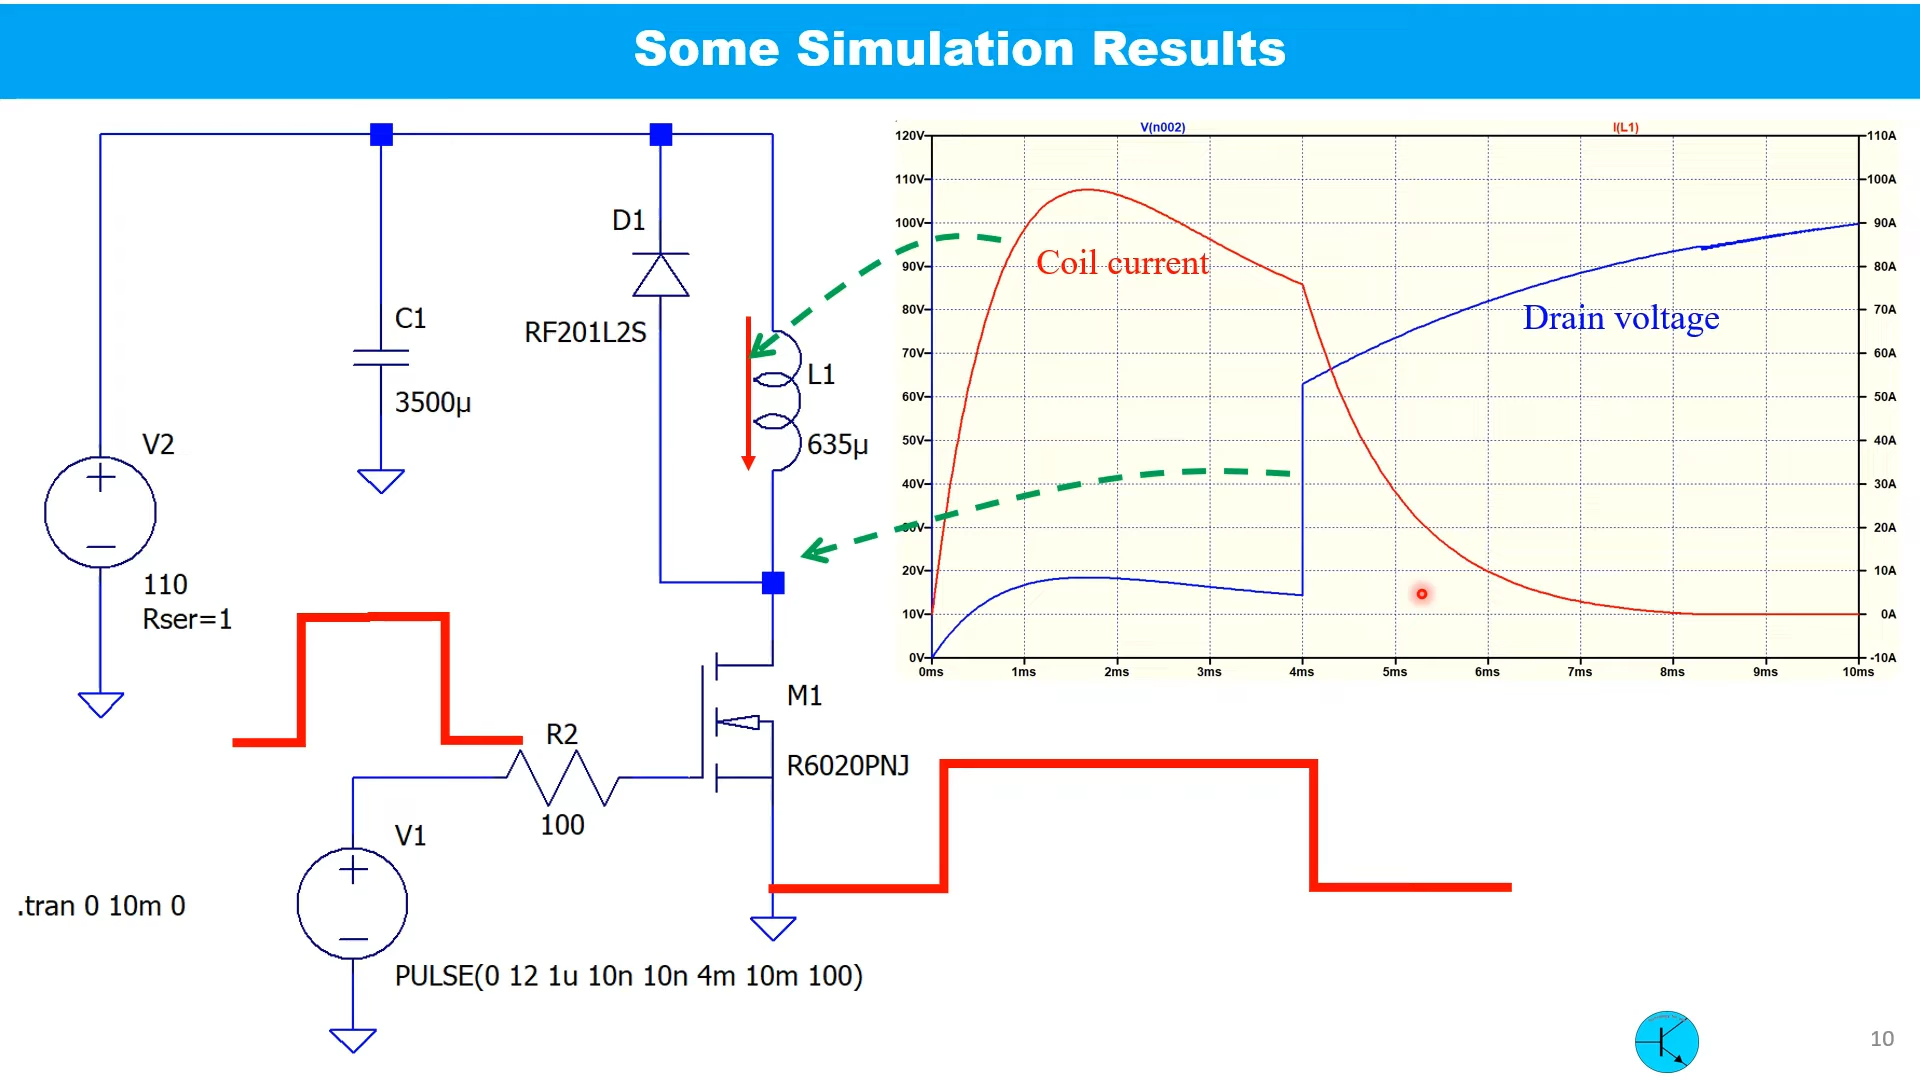 Some Simulation Results
D1
RF201L2S
C1
3500µ
L1
635µ
V2
110
Rser=1
R2
100
M1
R6020PNJ
V1
.tran 0 10m 0
PULSE(0 12 1u 10n 10n 4m 10m 100)
V(n002)
I(L1)
120V
110V
100V
90V
80V
70V
60V
50V
40V
30V
20V
10V
0V
Coil current
Drain voltage
110A
100A
90A
80A
70A
60A
50A
40A
30A
20A
10A
0A
-10A
0ms 1ms 2ms 3ms 4ms 5ms 6ms 7ms 8ms 9ms 10ms
10